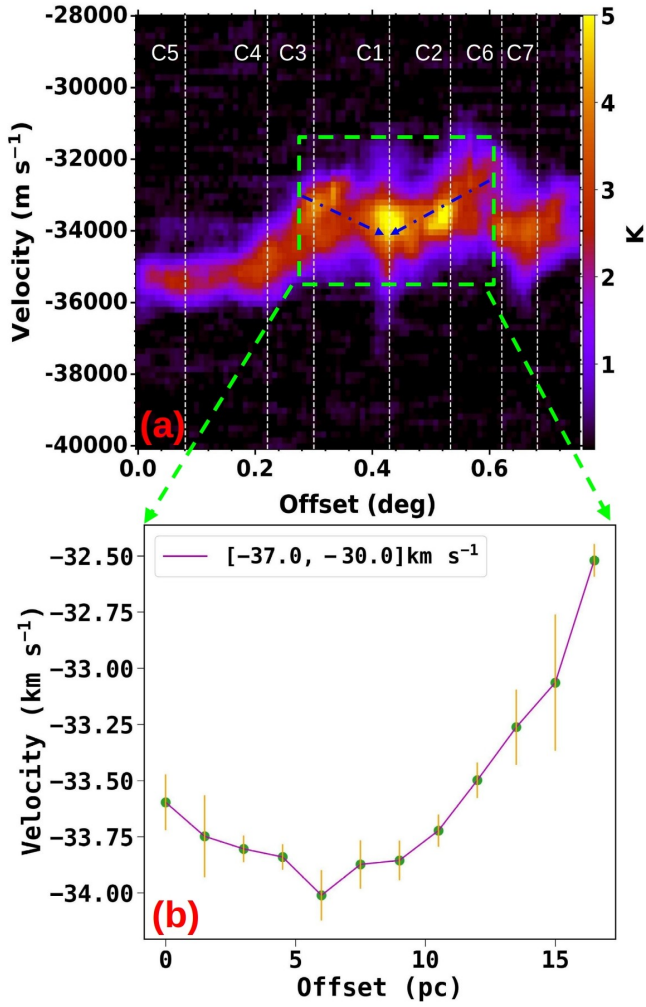 -28000
-30000
-32000
-34000
-36000
-38000
-40000
Velocity (m s⁻¹)
C5 C4 C3 C1 C2 C6 C7
(a)
0.0 0.2 0.4 0.6
Offset (deg)
5
4
3
2
1
K
[−37.0, −30.0]km s⁻¹
−32.50
−32.75
−33.00
−33.25
−33.50
−33.75
−34.00
Velocity (km s⁻¹)
(b)
0 5 10 15
Offset (pc)